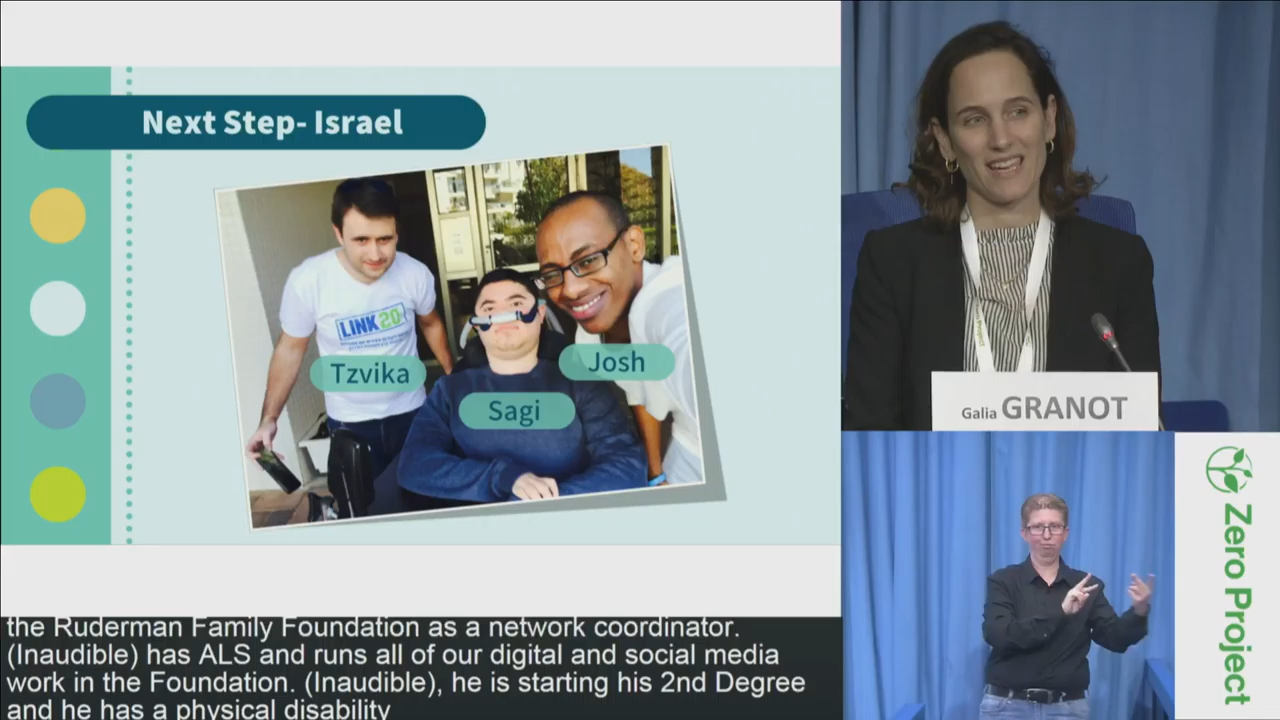 Next Step- Israel
LINK20
Tzvika
Sagi
Josh
Galia GRANOT
Zero Project
the Ruderman Family Foundation as a network coordinator.
(Inaudible) has ALS and runs all of our digital and social media
work in the Foundation. (Inaudible), he is starting his 2nd Degree
and he has a physical disability